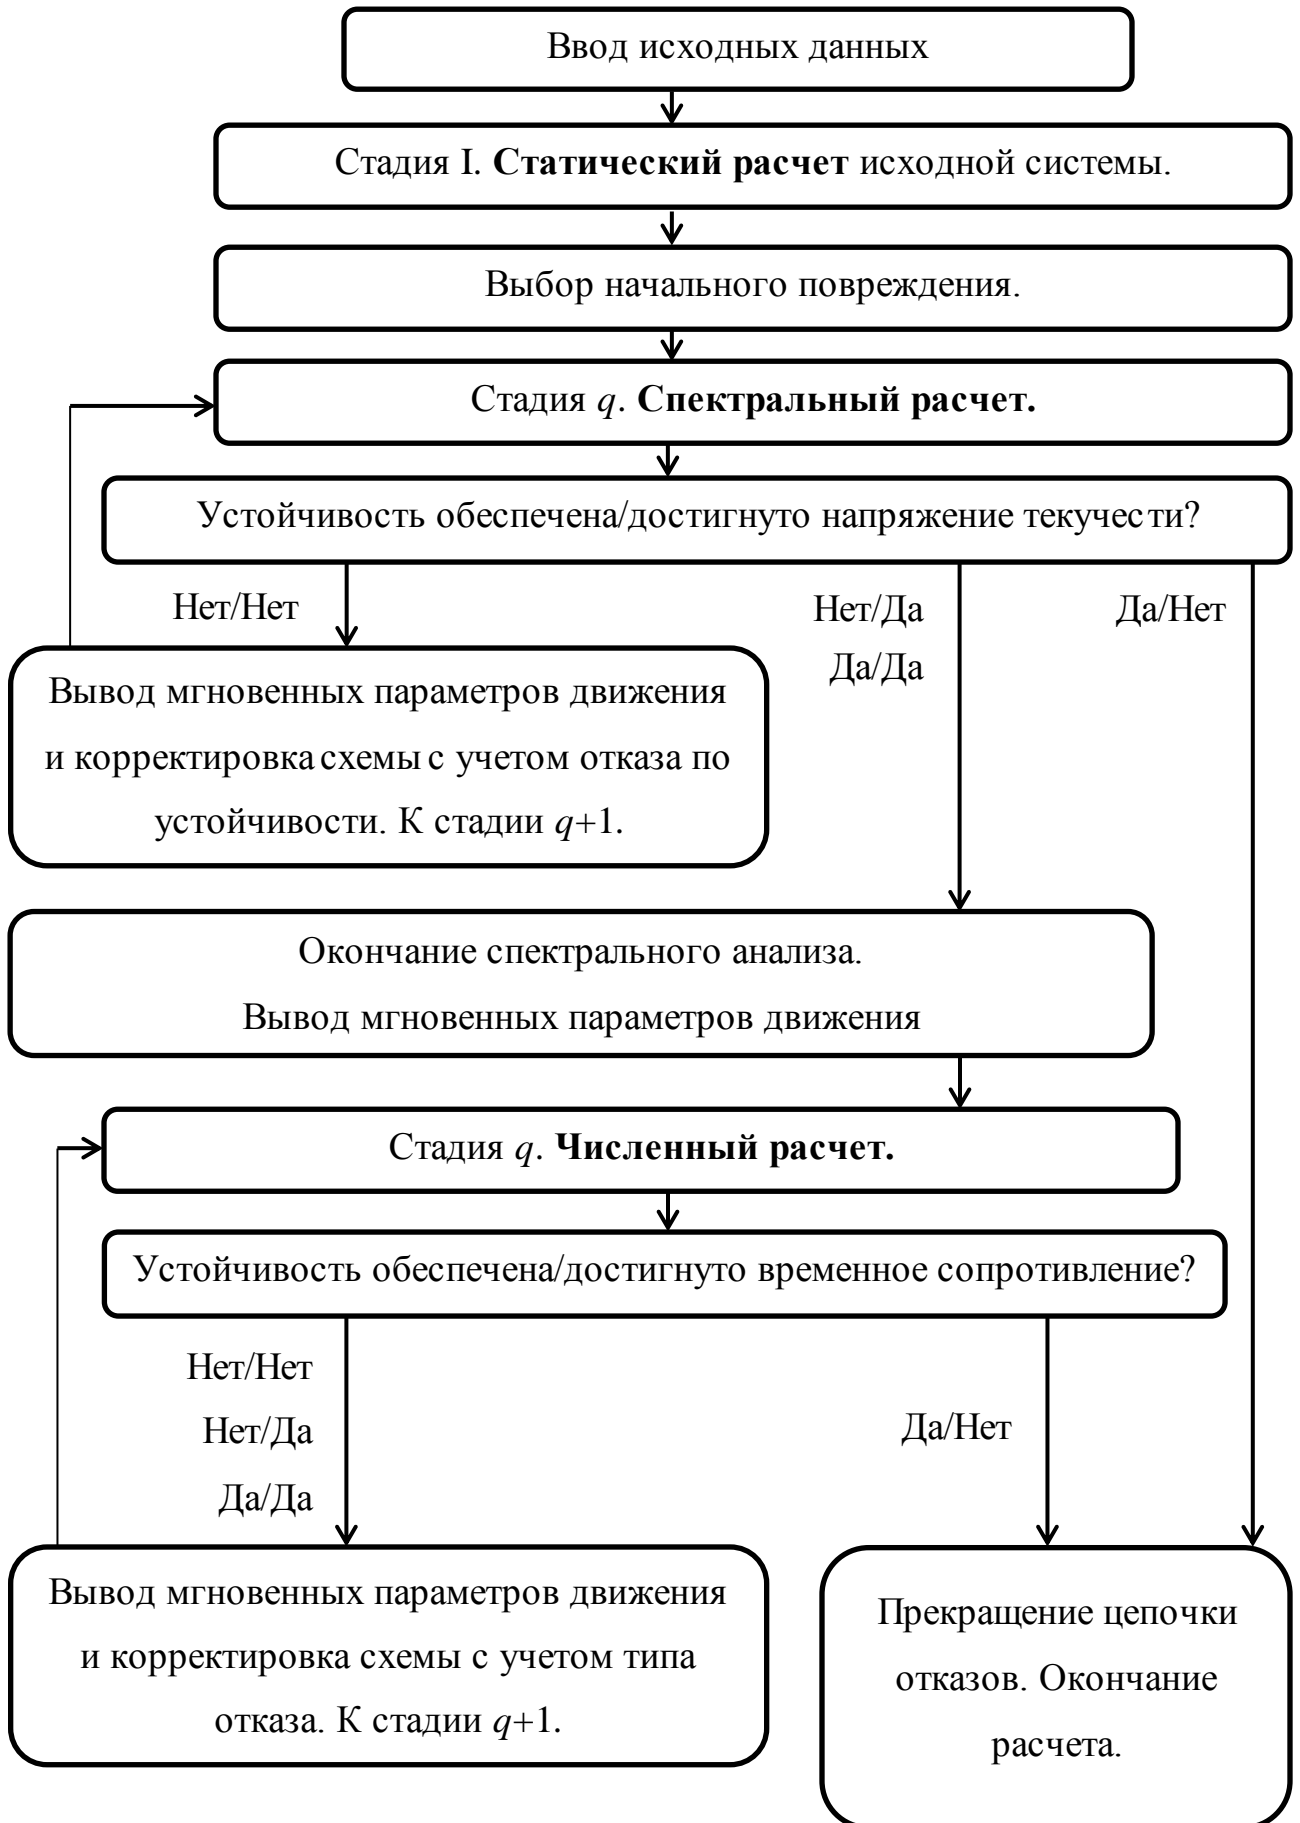 Ввод исходных данных
Стадия I. Статический расчет исходной системы.
Выбор начального повреждения.
Стадия q. Спектральный расчет.
Устойчивость обеспечена/достигнуто напряжение текучести?
Нет/Нет
Нет/Да
Да/Да
Да/Нет
Вывод мгновенных параметров движения
и корректировка схемы с учетом отказа по
устойчивости. К стадии q+1.
Окончание спектрального анализа.
Вывод мгновенных параметров движения
Стадия q. Численный расчет.
Устойчивость обеспечена/достигнуто временное сопротивление?
Нет/Нет
Нет/Да
Да/Да
Да/Нет
Вывод мгновенных параметров движения
и корректировка схемы с учетом типа
отказа. К стадии q+1.
Прекращение цепочки
отказов. Окончание
расчета.